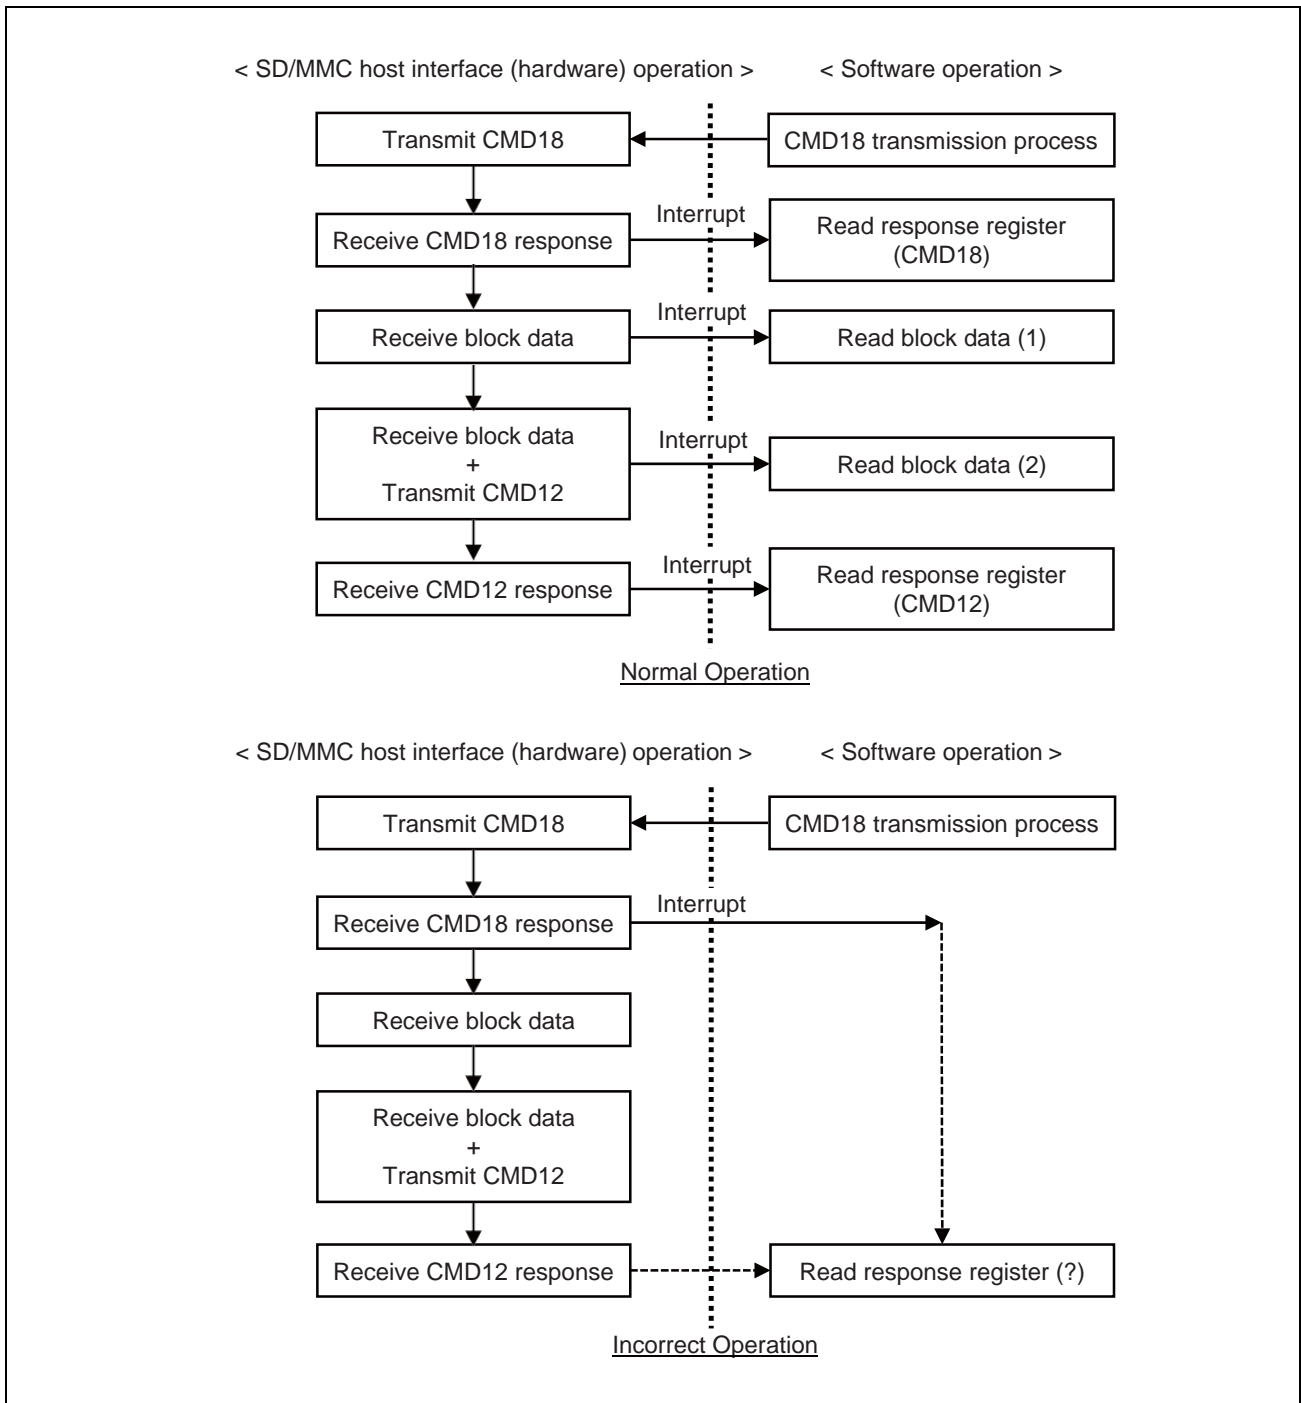 < SD/MMC host interface (hardware) operation > < Software operation >
Transmit CMD18
CMD18 transmission process
Interrupt
Receive CMD18 response
Read response register
(CMD18)
Interrupt
Receive block data
Read block data (1)
Receive block data
+
Transmit CMD12
Interrupt
Read block data (2)
Interrupt
Receive CMD12 response
Read response register
(CMD12)
Normal Operation
< SD/MMC host interface (hardware) operation > < Software operation >
Transmit CMD18
CMD18 transmission process
Interrupt
Receive CMD18 response
Receive block data
Receive block data
+
Transmit CMD12
Receive CMD12 response
Read response register (?)
Incorrect Operation